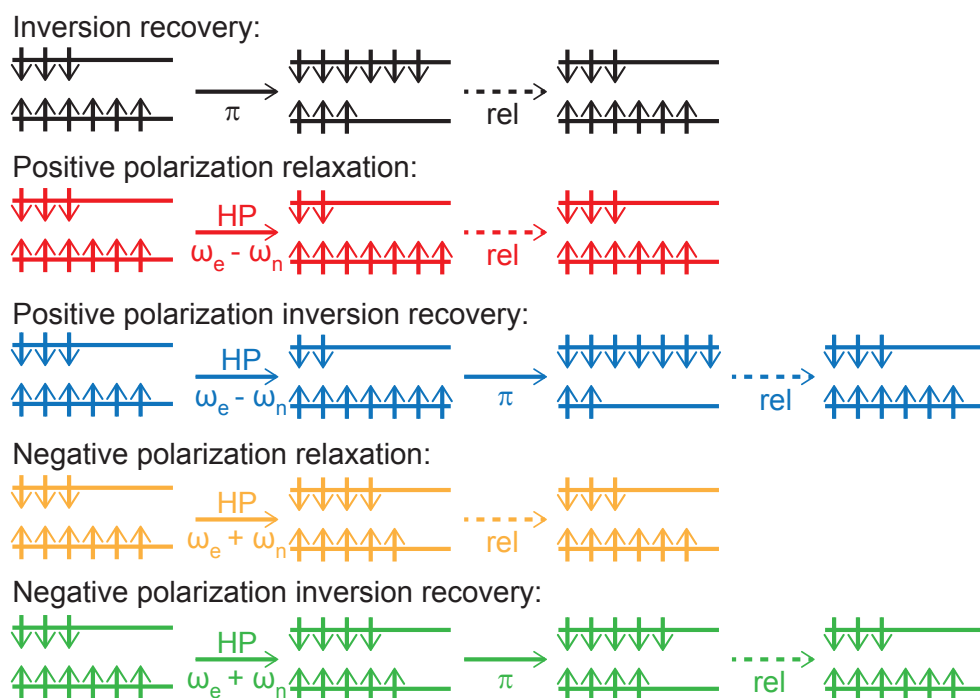 Inversion recovery:
π
rel
Positive polarization relaxation:
HP
ωe - ωn
rel
Positive polarization inversion recovery:
HP
ωe - ωn
π
rel
Negative polarization relaxation:
HP
ωe + ωn
rel
Negative polarization inversion recovery:
HP
ωe + ωn
π
rel